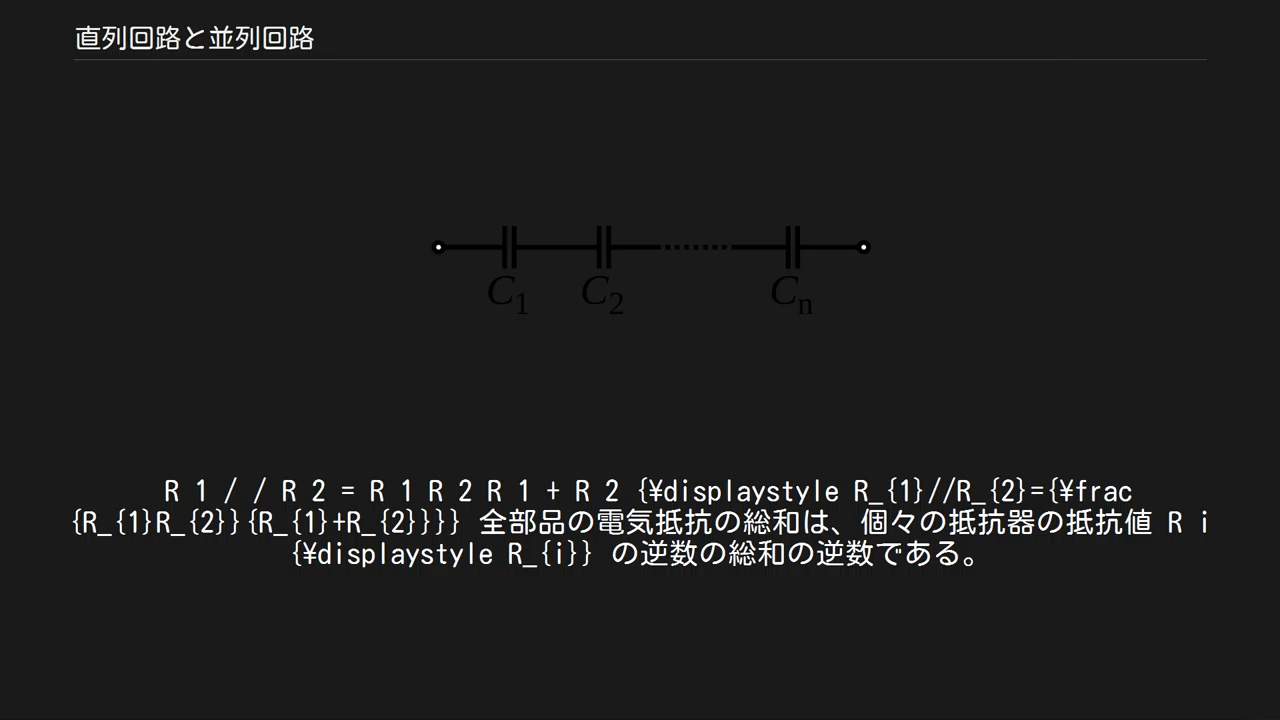 直列回路と並列回路
C1 C2 Cn
R 1 / / R 2 = R 1 R 2 R 1 + R 2 {¥displaystyle R_{1}//R_{2}={¥frac
{R_{1}R_{2}}{R_{1}+R_{2}}}} 全部品の電気抵抗の総和は、個々の抵抗器の抵抗値 R i
{¥displaystyle R_{i}} の逆数の総和の逆数である。